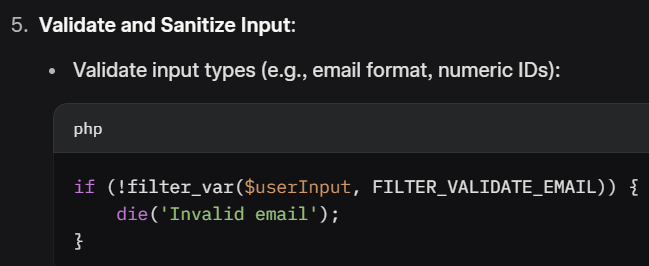 5. Validate and Sanitize Input:
• Validate input types (e.g., email format, numeric IDs):
php
if (!filter_var($userInput, FILTER_VALIDATE_EMAIL)) {
    die('Invalid email');
}